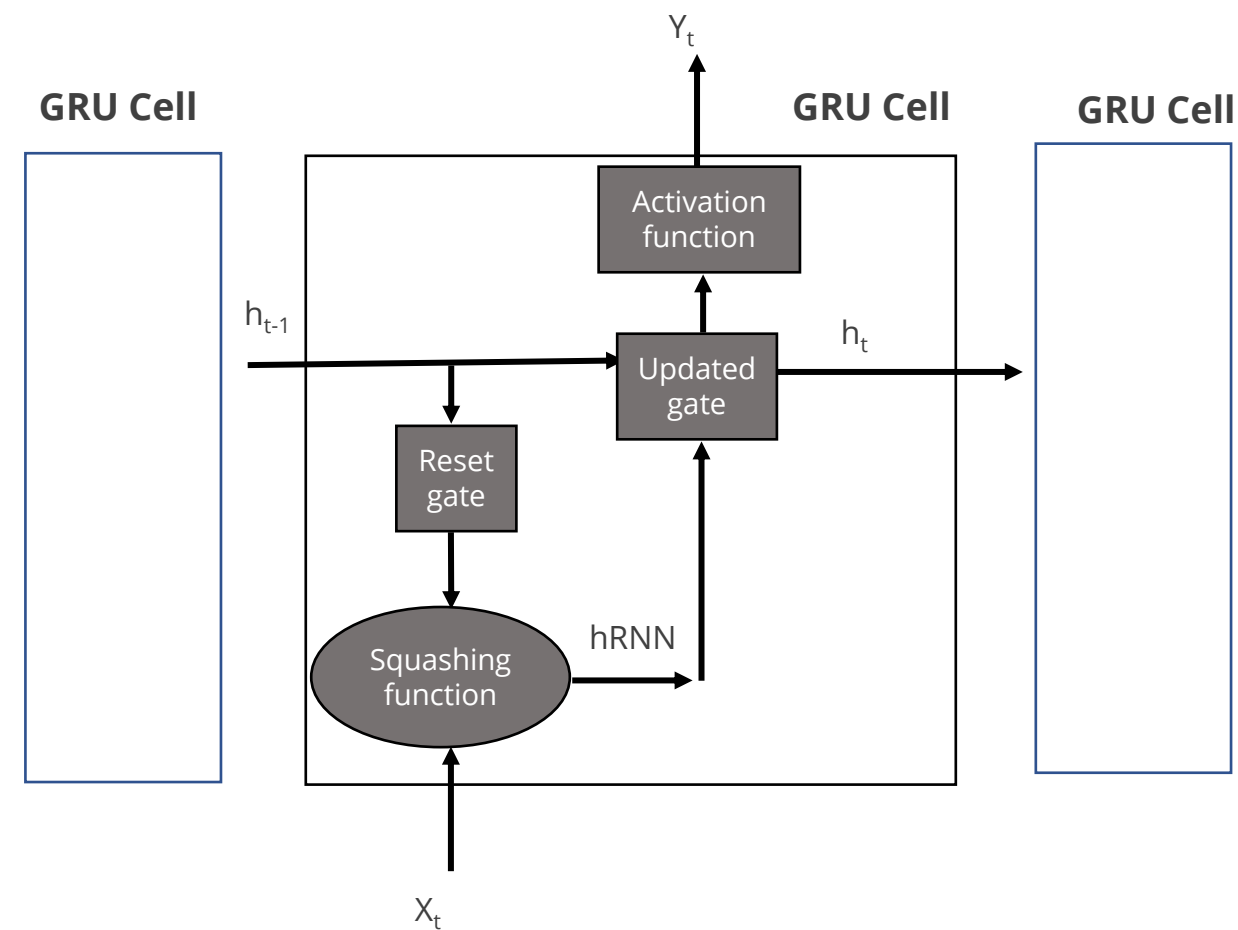 Yt
GRU Cell
GRU Cell
GRU Cell
Activation
function
ht-1
ht
Updated
gate
Reset
gate
hRNN
Squashing
function
Xt